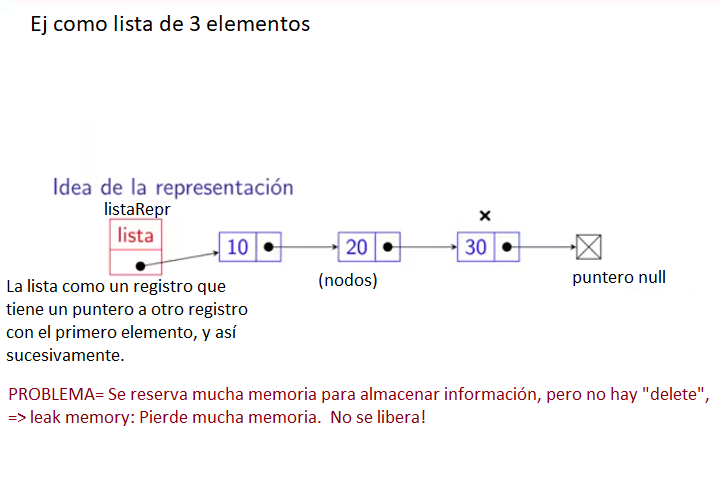 Ej como lista de 3 elementos
Idea de la representación
listaRepr
lista
10
20
30
×
(nodos)
puntero null
La lista como un registro que
tiene un puntero a otro registro
con el primero elemento, y así
sucesivamente.
PROBLEMA= Se reserva mucha memoria para almacenar información, pero no hay "delete",
=> leak memory: Pierde mucha memoria. No se libera!